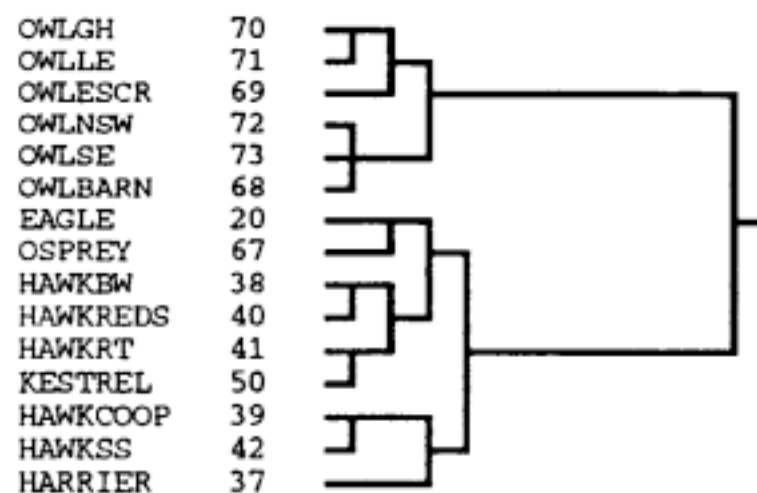 OWLGH 70
OWLLE 71
OWLESCR 69
OWLNSW 72
OWLSE 73
OWLBARN 68
EAGLE 20
OSPREY 67
HAWKBW 38
HAWKREDS 40
HAWKRT 41
KESTREL 50
HAWKCOOP 39
HAWKSS 42
HARRIER 37